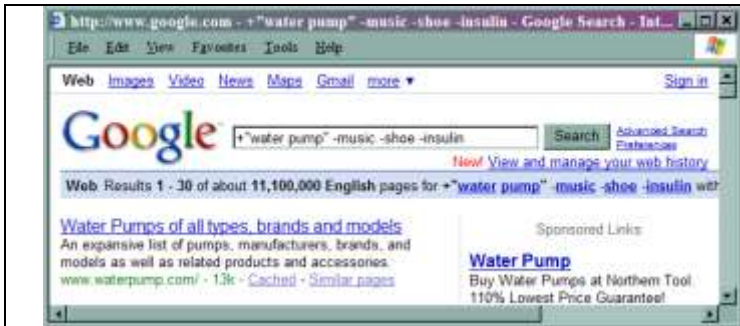 http://www.google.com - +"water pump" -music -shoe -insulin - Google Search - Int...
File Edit View Favorites Tools Help
Web Images Video News Maps Gmail more ▼ Sign in
Google +"water pump" -music -shoe -insulin Search Advanced Search
Preferences
New! View and manage your web history
Web Results 1 - 30 of about 11,100,000 English pages for +"water pump" -music -shoe -insulin with
Water Pumps of all types, brands and models
An expansive list of pumps, manufacturers, brands, and
models as well as related products and accessories.
www.waterpump.com/ - 13k - Cached - Similar pages
Sponsored Links
Water Pump
Buy Water Pumps at Northern Tool.
110% Lowest Price Guarantee!